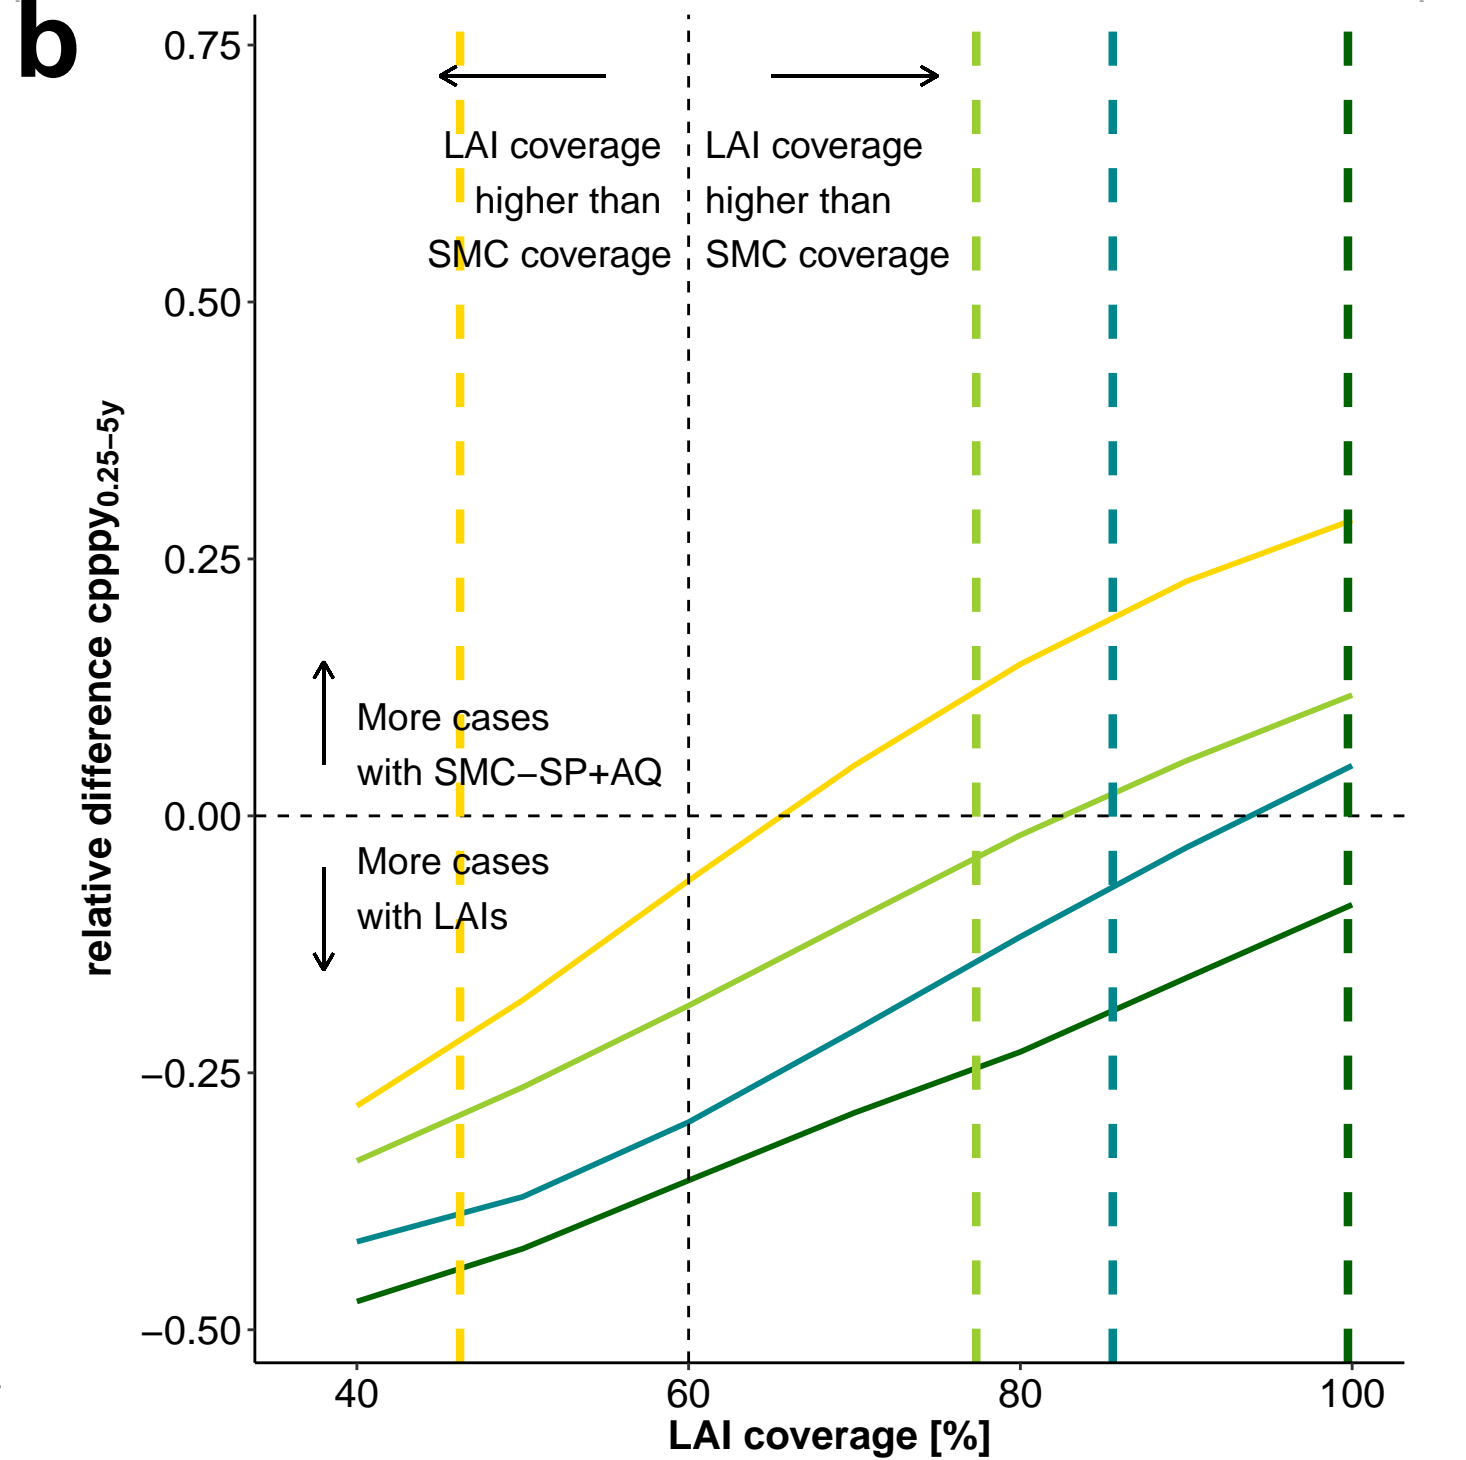 b
0.75
0.50
0.25
0.00
−0.25
−0.50
relative difference cpppy0.25−5y
LAI coverage
higher than
SMC coverage
LAI coverage
higher than
SMC coverage
More cases
with SMC−SP+AQ
More cases
with LAIs
40
60
80
100
LAI coverage [%]